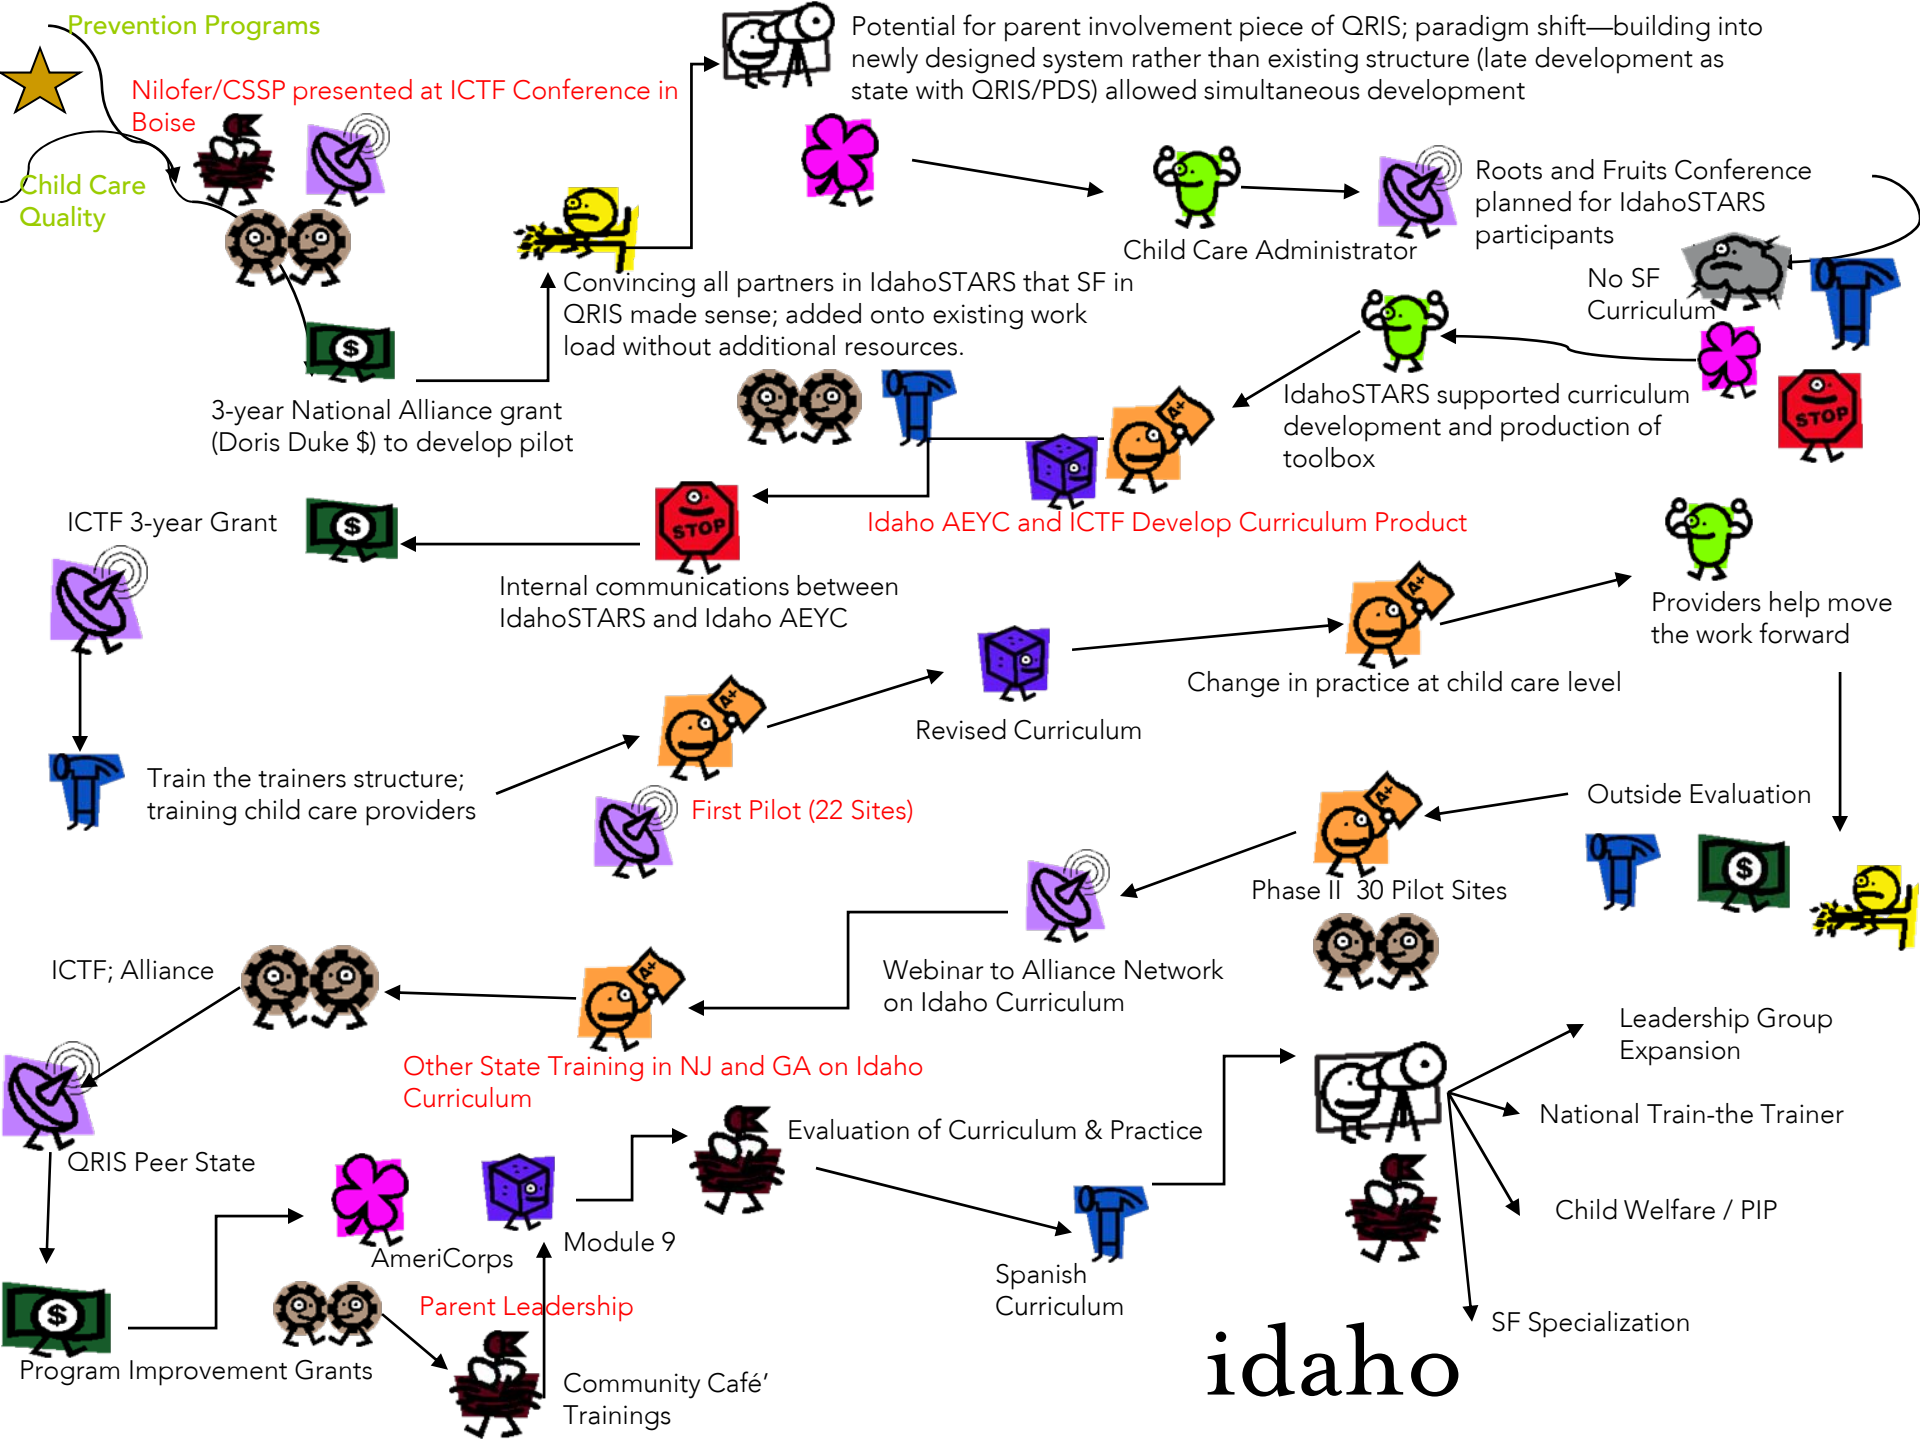 Prevention Programs
Nilofer/CSSP presented at ICTF Conference in
Boise
Child Care
Quality
Potential for parent involvement piece of QRIS; paradigm shift—building into
newly designed system rather than existing structure (late development as
state with QRIS/PDS) allowed simultaneous development
Child Care Administrator
Roots and Fruits Conference
planned for IdahoSTARS
participants
No SF
Curriculum
Convincing all partners in IdahoSTARS that SF in
QRIS made sense; added onto existing work
load without additional resources.
$
3-year National Alliance grant
(Doris Duke $) to develop pilot
A+
IdahoSTARS supported curriculum
development and production of
toolbox
STOP
ICTF 3-year Grant
$
STOP
Idaho AEYC and ICTF Develop Curriculum Product
Internal communications between
IdahoSTARS and Idaho AEYC
A+
Providers help move
the work forward
Change in practice at child care level
A+
Revised Curriculum
Train the trainers structure;
training child care providers
First Pilot (22 Sites)
A+
Outside Evaluation
$
Phase II  30 Pilot Sites
ICTF; Alliance
A+
Webinar to Alliance Network
on Idaho Curriculum
Other State Training in NJ and GA on Idaho
Curriculum
Leadership Group
Expansion
National Train-the Trainer
Evaluation of Curriculum & Practice
QRIS Peer State
Child Welfare / PIP
AmeriCorps
Module 9
Spanish
Curriculum
$
Parent Leadership
SF Specialization
Program Improvement Grants
Community Café’
Trainings
idaho